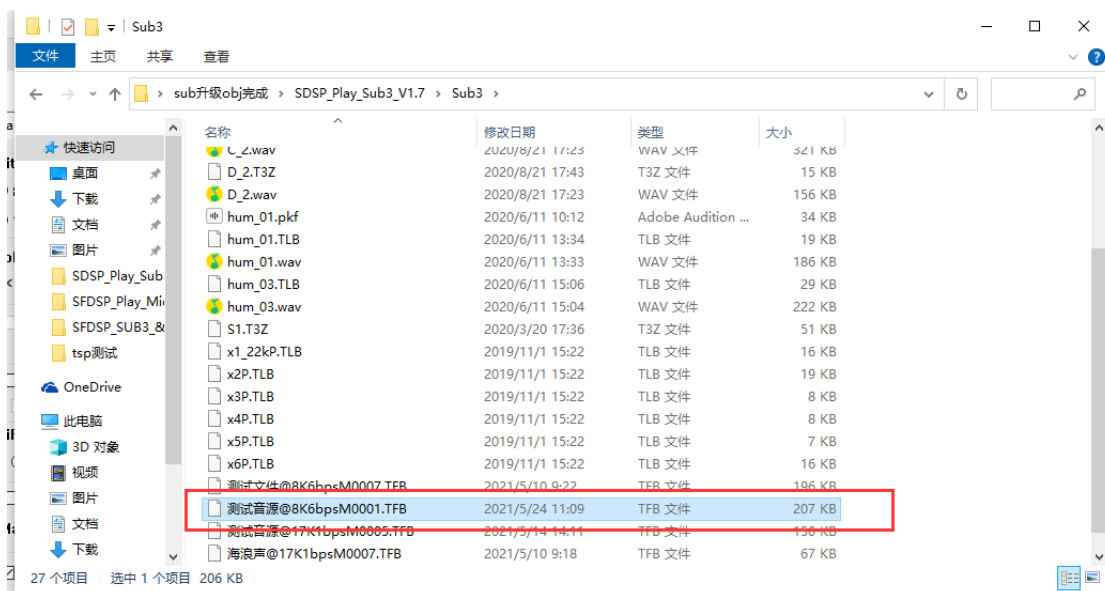 Sub3
文件 主页 共享 查看
sub升级obj完成 › SDSP_Play_Sub3_V1.7 › Sub3 ›
名称 修改日期 类型 大小
快速访问
桌面
下载
文档
图片
SDSP_Play_Sub
SFDSP_Play_Mi
SFDSP_SUB3_&
tsp测试
OneDrive
此电脑
3D 对象
视频
图片
文档
下载
C_2.wav 2020/8/21 17:23 WAV 文件 321 KB
D_2.T3Z 2020/8/21 17:43 T3Z 文件 15 KB
D_2.wav 2020/8/21 17:23 WAV 文件 156 KB
hum_01.pkf 2020/6/11 10:12 Adobe Audition ... 34 KB
hum_01.TLB 2020/6/11 13:34 TLB 文件 19 KB
hum_01.wav 2020/6/11 13:33 WAV 文件 186 KB
hum_03.TLB 2020/6/11 15:06 TLB 文件 29 KB
hum_03.wav 2020/6/11 15:04 WAV 文件 222 KB
S1.T3Z 2020/3/20 17:36 T3Z 文件 51 KB
x1_22kP.TLB 2019/11/1 15:22 TLB 文件 16 KB
x2P.TLB 2019/11/1 15:22 TLB 文件 19 KB
x3P.TLB 2019/11/1 15:22 TLB 文件 8 KB
x4P.TLB 2019/11/1 15:22 TLB 文件 8 KB
x5P.TLB 2019/11/1 15:22 TLB 文件 7 KB
x6P.TLB 2019/11/1 15:22 TLB 文件 16 KB
测试文件@8K6bpsM0007.TFB 2021/5/10 9:22 TFB 文件 196 KB
测试音源@8K6bpsM0001.TFB 2021/5/24 11:09 TFB 文件 207 KB
测试音源@17K1bpsM0005.TFB 2021/5/14 14:11 TFB 文件 150 KB
海浪声@17K1bpsM0007.TFB 2021/5/10 9:18 TFB 文件 67 KB
27 个项目 选中 1 个项目 206 KB